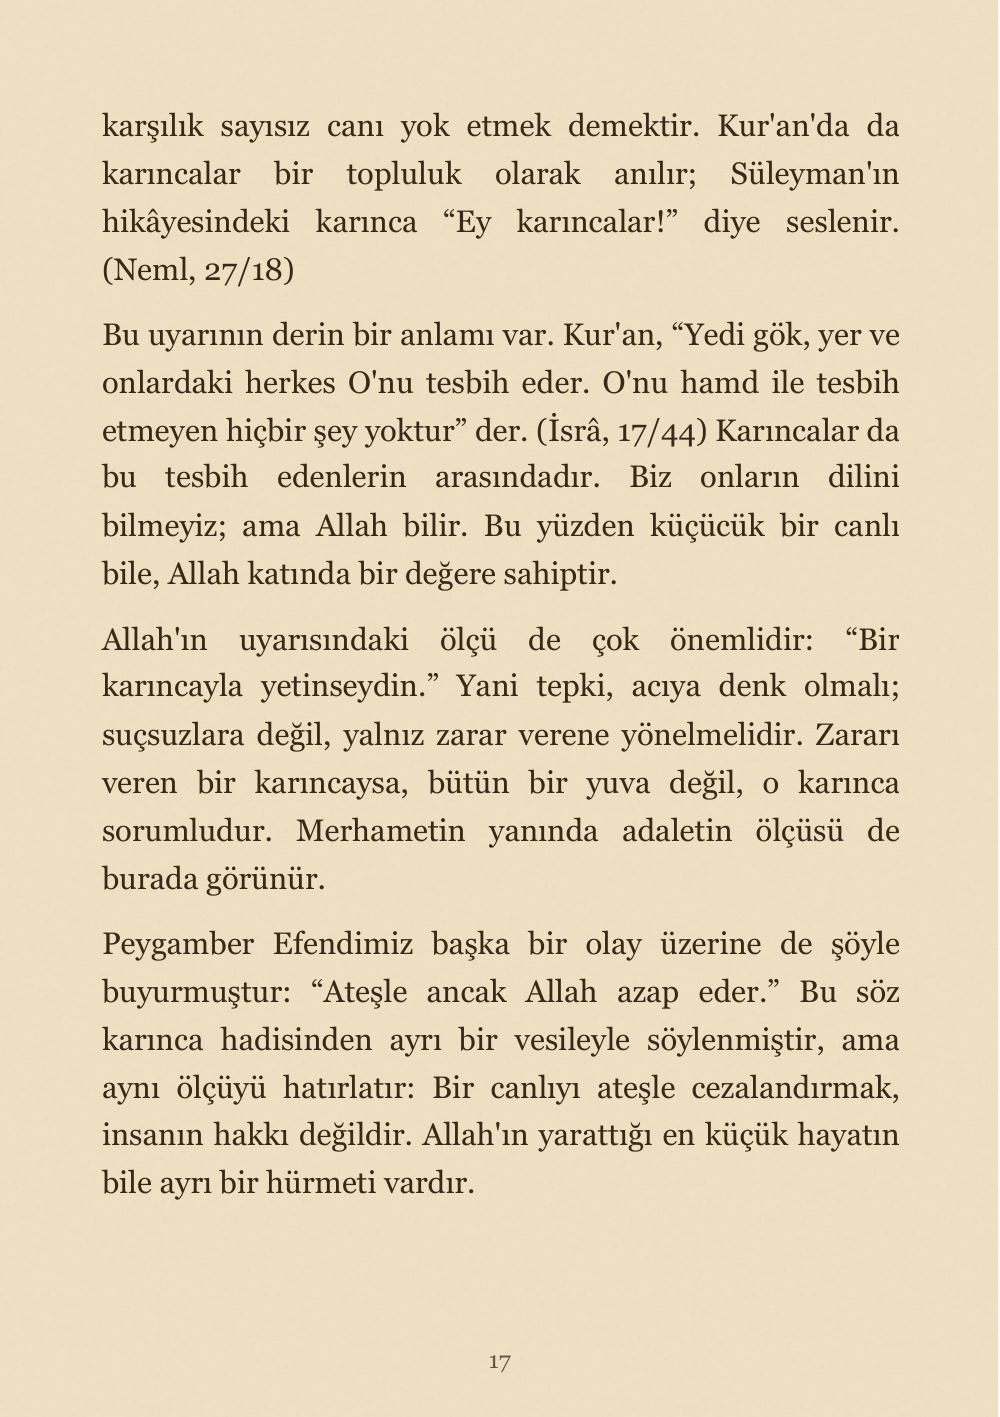 karşılık sayısız canı yok etmek demektir. Kur'an'da da
karıncalar bir topluluk olarak anılır; Süleyman'ın
hikâyesindeki karınca “Ey karıncalar!” diye seslenir.
(Neml, 27/18)
Bu uyarının derin bir anlamı var. Kur'an, “Yedi gök, yer ve
onlardaki herkes O'nu tesbih eder. O'nu hamd ile tesbih
etmeyen hiçbir şey yoktur” der. (İsrâ, 17/44) Karıncalar da
bu tesbih edenlerin arasındadır. Biz onların dilini
bilmeyiz; ama Allah bilir. Bu yüzden küçücük bir canlı
bile, Allah katında bir değere sahiptir.
Allah'ın uyarısındaki ölçü de çok önemlidir: “Bir
karıncayla yetinseydin.” Yani tepki, acıya denk olmalı;
suçsuzlara değil, yalnız zarar verene yönelmelidir. Zararı
veren bir karıncaysa, bütün bir yuva değil, o karınca
sorumludur. Merhametin yanında adaletin ölçüsü de
burada görünür.
Peygamber Efendimiz başka bir olay üzerine de şöyle
buyurmuştur: “Ateşle ancak Allah azap eder.” Bu söz
karınca hadisinden ayrı bir vesileyle söylenmiştir, ama
aynı ölçüyü hatırlatır: Bir canlıyı ateşle cezalandırmak,
insanın hakkı değildir. Allah'ın yarattığı en küçük hayatın
bile ayrı bir hürmeti vardır.
17